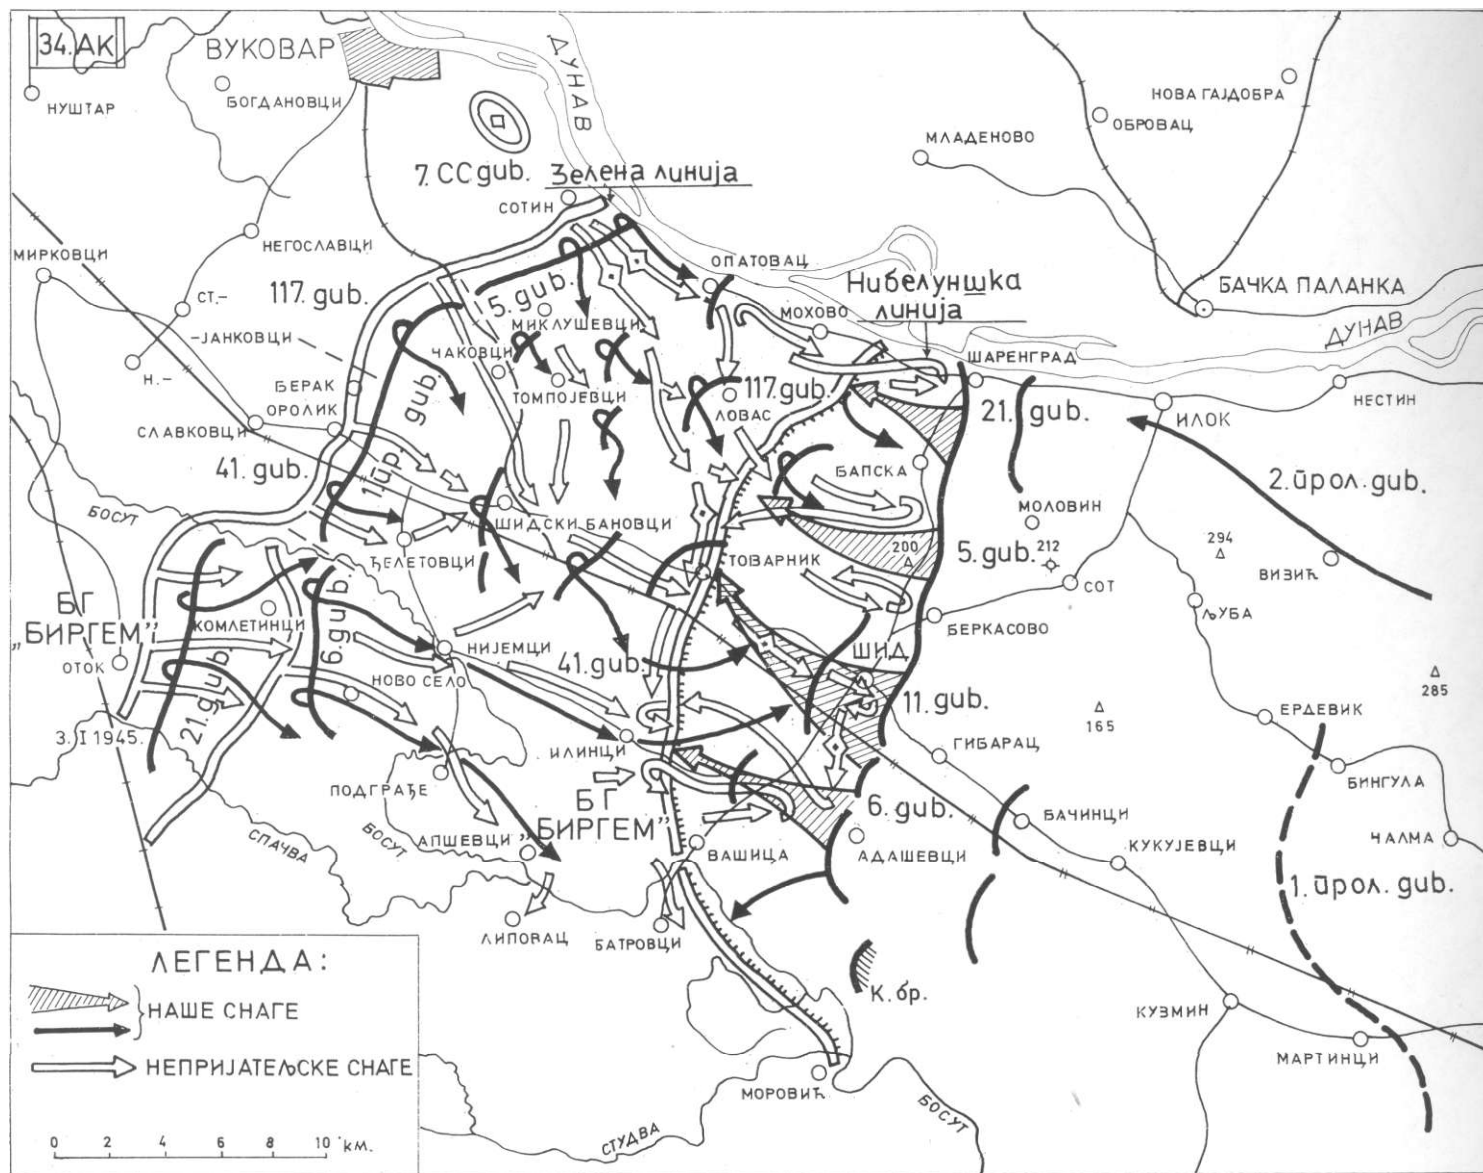 34.АК
ВУКОВАР
НУШТАР
БОГДАНОВЦИ
ДУНАВ
НОВА ГАЈДОБРА
ОБРОВАЦ
МЛАДЕНОВО
7. СС див.
Зелена линија
СОТИН
НЕГОСЛАВЦИ
МИРКОВЦИ
117. див.
СТ.-
-ЈАНКОВЦИ
Н.-
5. див.
МИКЛУШЕВЦИ
ОПАТОВАЦ
Нибелуншка
линија
МОХОВО
БАЧКА ПАЛАНКА
ДУНАВ
ЧАКОВЦИ
ТОМПОЈЕВЦИ
ШАРЕНГРАД
БЕРАК
ОРОЛИК
СЛАВКОВЦИ
1. пр. див.
117. див.
ЛОВАС
21. див.
ИЛОК
НЕСТИН
41. див.
БАПСКА
2. прол. див.
БОСУТ
ШИДСКИ БАНОВЦИ
МОЛОВИН
ЂЕЛЕТОВЦИ
ТОВАРНИК
200
5. див.
212
294
ВИЗИЋ
СОТ
ЉУБА
БГ
„БИРГЕМ”
КОМЛЕТИНЦИ
6. див.
БЕРКАСОВО
ОТОК
НИЈЕМЦИ
41. див.
ШИД
НОВО СЕЛО
21. див.
11. див.
285
165
ЕРДЕВИК
3. I 1945.
ИЛИНЦИ
ГИБАРАЦ
ПОДГРАЂЕ
БИНГУЛА
БГ
„БИРГЕМ”
6. див.
БАЧИНЦИ
СПАЧВА
БОСУТ
АПШЕВЦИ
ВАШИЦА
АДАШЕВЦИ
КУКУЈЕВЦИ
ЧАЛМА
1. прол. див.
ЛИПОВАЦ
БАТРОВЦИ
К. бр.
КУЗМИН
МАРТИНЦИ
МОРОВИЋ
БОСУТ
СТУДВА
ЛЕГЕНДА:
НАШЕ СНАГЕ
НЕПРИЈАТЕЉСКЕ СНАГЕ
0 2 4 6 8 10 км.